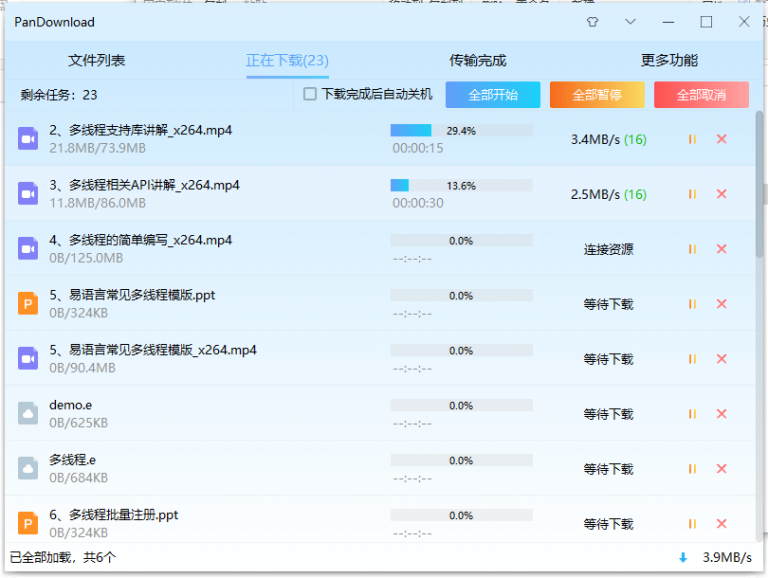 PanDownload
文件列表 正在下载(23) 传输完成 更多功能
剩余任务：23 下载完成后自动关机 全部开始 全部暂停 全部取消
2、多线程支持库讲解_x264.mp4 29.4% 3.4MB/s (16)
21.8MB/73.9MB 00:00:15
3、多线程相关API讲解_x264.mp4 13.6% 2.5MB/s (16)
11.8MB/86.0MB 00:00:30
4、多线程的简单编写_x264.mp4 0.0% 连接资源
0B/125.0MB --:--:--
P 5、易语言常见多线程模版.ppt 0.0% 等待下载
0B/324KB --:--:--
5、易语言常见多线程模版_x264.mp4 0.0% 等待下载
0B/90.4MB --:--:--
demo.e 0.0% 等待下载
0B/625KB --:--:--
多线程.e 0.0% 等待下载
0B/684KB --:--:--
P 6、多线程批量注册.ppt 0.0% 等待下载
0B/324KB --:--:--
已全部加载，共6个 3.9MB/s